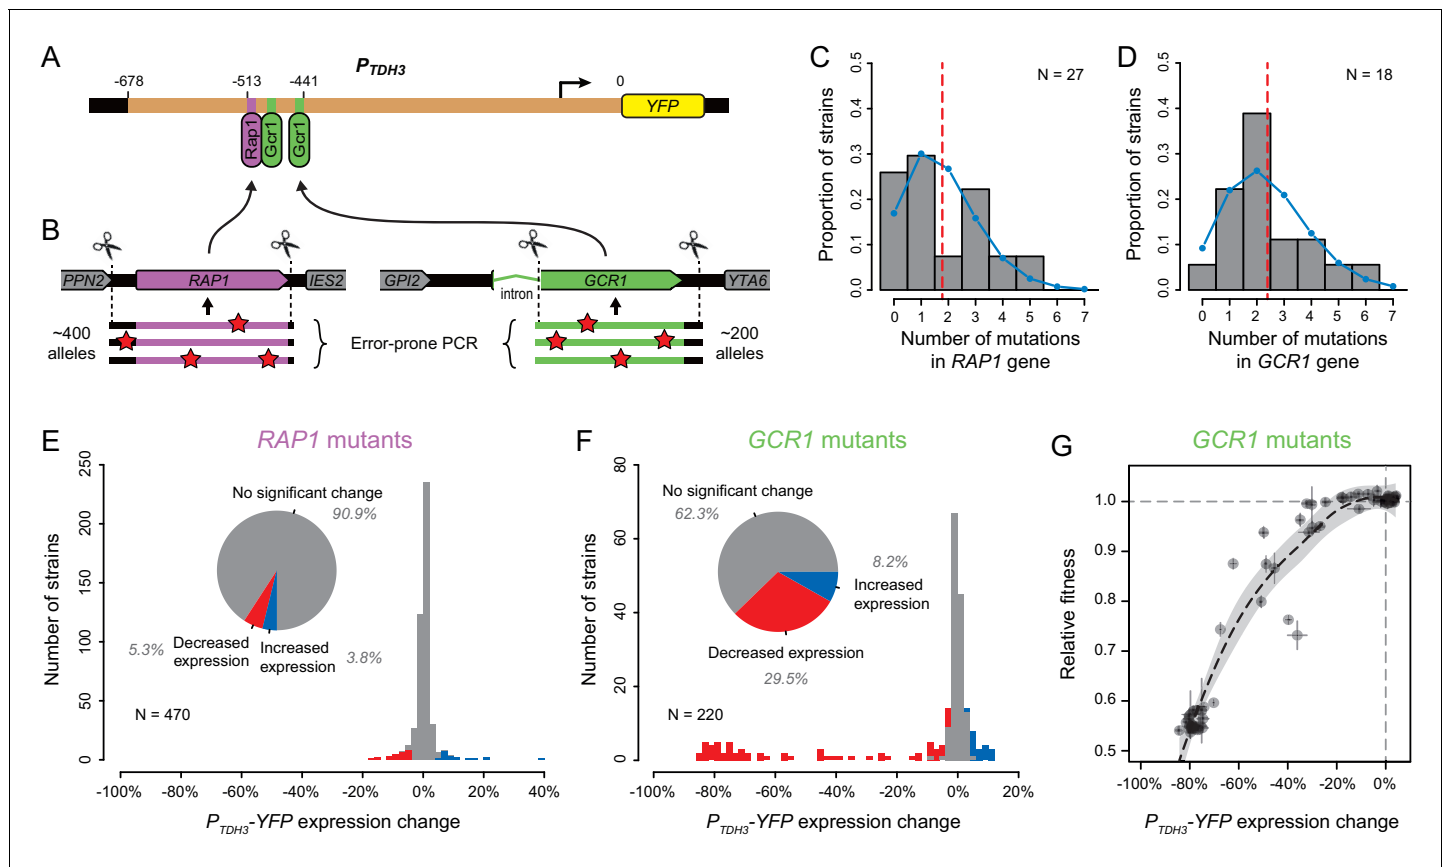 A
P_TDH3
-678
-513
-441
0
YFP
Rap1
Gcr1
Gcr1
B
PPN2
RAP1
IES2
GPI2
intron
GCR1
YTA6
~400
alleles
Error-prone PCR
~200
alleles
C
N = 27
Proportion of strains
0.0
0.1
0.2
0.3
0.4
0.5
0 1 2 3 4 5 6 7
Number of mutations
in RAP1 gene
D
N = 18
Proportion of strains
0.0
0.1
0.2
0.3
0.4
0.5
0 1 2 3 4 5 6 7
Number of mutations
in GCR1 gene
E
RAP1 mutants
Number of strains
250
200
150
100
50
0
No significant change
90.9%
5.3%
Decreased
expression
Increased
expression
3.8%
N = 470
-100% -80% -60% -40% -20% 0% 20% 40%
P_TDH3-YFP expression change
F
GCR1 mutants
Number of strains
80
60
40
20
0
No significant change
62.3%
8.2%
Increased
expression
Decreased expression
29.5%
N = 220
-100% -80% -60% -40% -20% 0% 20%
P_TDH3-YFP expression change
G
GCR1 mutants
Relative fitness
1.0
0.9
0.8
0.7
0.6
0.5
-100% -80% -60% -40% -20% 0%
P_TDH3-YFP expression change